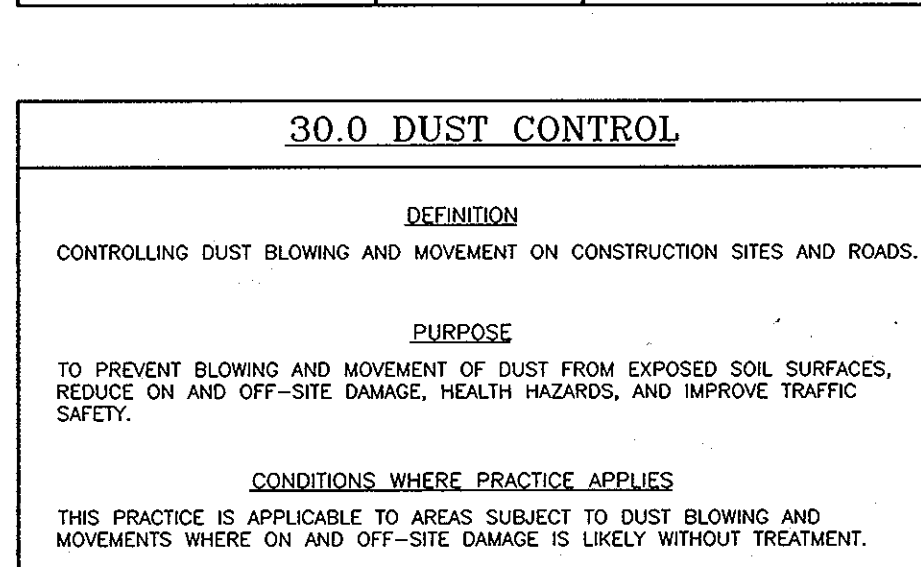 30.0 DUST CONTROL
DEFINITION
CONTROLLING DUST BLOWING AND MOVEMENT ON CONSTRUCTION SITES AND ROADS.
PURPOSE
TO PREVENT BLOWING AND MOVEMENT OF DUST FROM EXPOSED SOIL SURFACES,
REDUCE ON AND OFF-SITE DAMAGE, HEALTH HAZARDS, AND IMPROVE TRAFFIC
SAFETY.
CONDITIONS WHERE PRACTICE APPLIES
THIS PRACTICE IS APPLICABLE TO AREAS SUBJECT TO DUST BLOWING AND
MOVEMENTS WHERE ON AND OFF-SITE DAMAGE IS LIKELY WITHOUT TREATMENT.